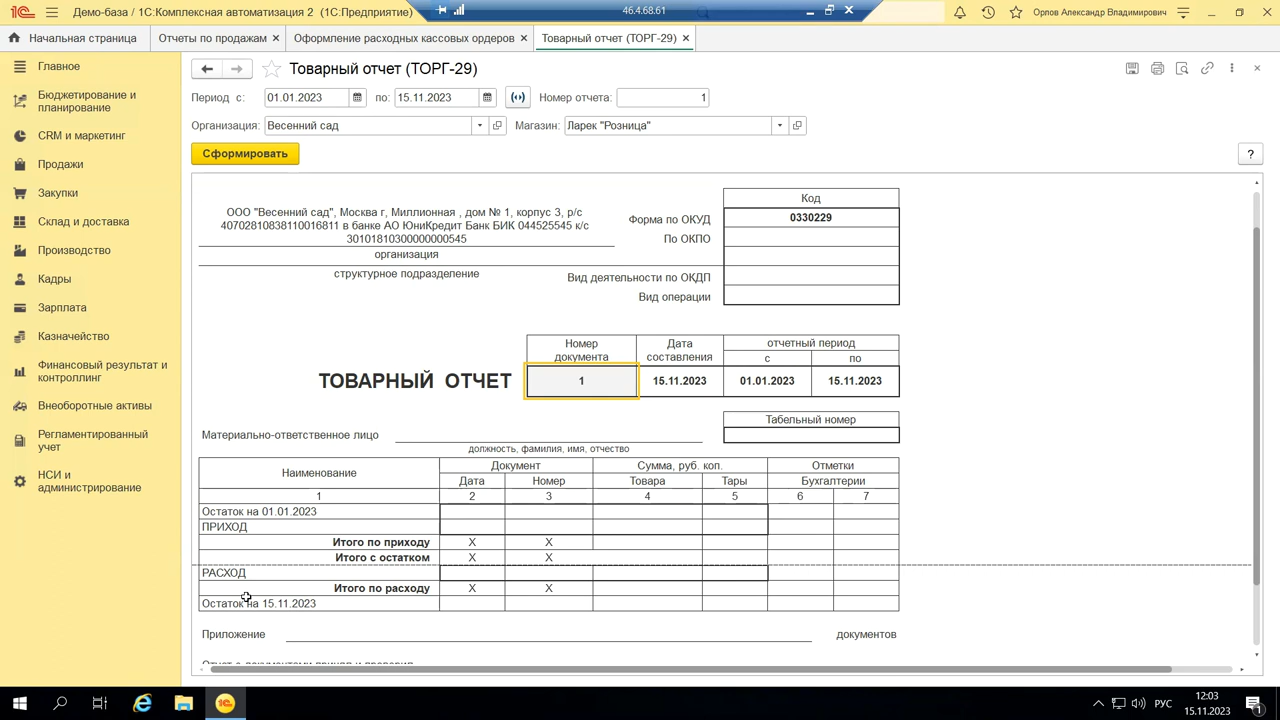 Демо-база / 1С:Комплексная автоматизация 2 (1С:Предприятие)
46.4.68.61
Орлов Александр Владимирович
Начальная страница
Отчеты по продажам
Оформление расходных кассовых ордеров
Товарный отчет (ТОРГ-29)
Главное
Бюджетирование и
планирование
CRM и маркетинг
Продажи
Закупки
Склад и доставка
Производство
Кадры
Зарплата
Казначейство
Финансовый результат и
контроллинг
Внеоборотные активы
Регламентированный
учет
НСИ и
администрирование
Товарный отчет (ТОРГ-29)
Период с: 01.01.2023 по: 15.11.2023 Номер отчета: 1
Организация: Весенний сад Магазин: Ларек "Розница"
Сформировать
?
Код
ООО "Весенний сад", Москва г, Миллионная , дом № 1, корпус 3, р/с
40702810838110016811 в банке АО ЮниКредит Банк БИК 044525545 к/с
30101810300000000545
Форма по ОКУД 0330229
По ОКПО
организация
структурное подразделение
Вид деятельности по ОКДП
Вид операции
Номер
документа
Дата
составления
отчетный период
с по
ТОВАРНЫЙ ОТЧЕТ 1 15.11.2023 01.01.2023 15.11.2023
Табельный номер
Материально-ответственное лицо
должность, фамилия, имя, отчество
Наименование Документ Сумма, руб. коп. Отметки
Дата Номер Товара Тары Бухгалтерии
1 2 3 4 5 6 7
Остаток на 01.01.2023
ПРИХОД
Итого по приходу X X
Итого с остатком X X
РАСХОД
Итого по расходу X X
Остаток на 15.11.2023
Приложение документов
РУС
12:03
15.11.2023
1